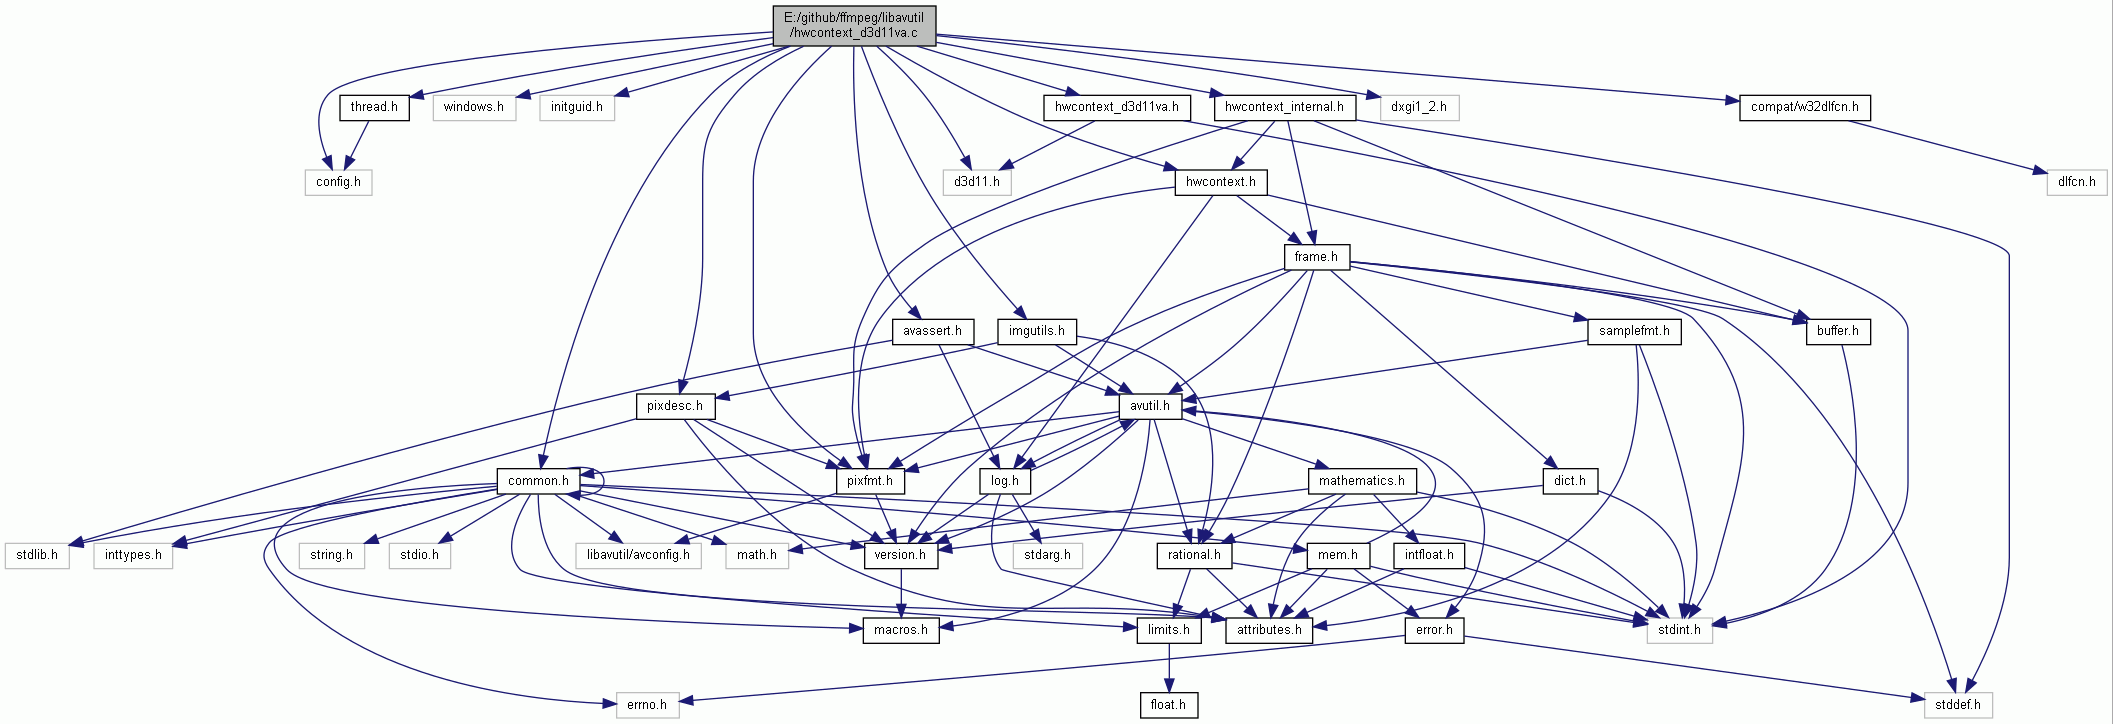 E:/github/ffmpeg/libavutil
/hwcontext_d3d11va.c
thread.h
windows.h
initguid.h
hwcontext_d3d11va.h
hwcontext_internal.h
dxgi1_2.h
compat/w32dlfcn.h
config.h
d3d11.h
hwcontext.h
dlfcn.h
frame.h
avassert.h
imgutils.h
samplefmt.h
buffer.h
pixdesc.h
avutil.h
common.h
pixfmt.h
log.h
mathematics.h
dict.h
stdlib.h
inttypes.h
string.h
stdio.h
libavutil/avconfig.h
math.h
version.h
stdarg.h
rational.h
mem.h
intfloat.h
macros.h
limits.h
attributes.h
error.h
stdint.h
errno.h
float.h
stddef.h